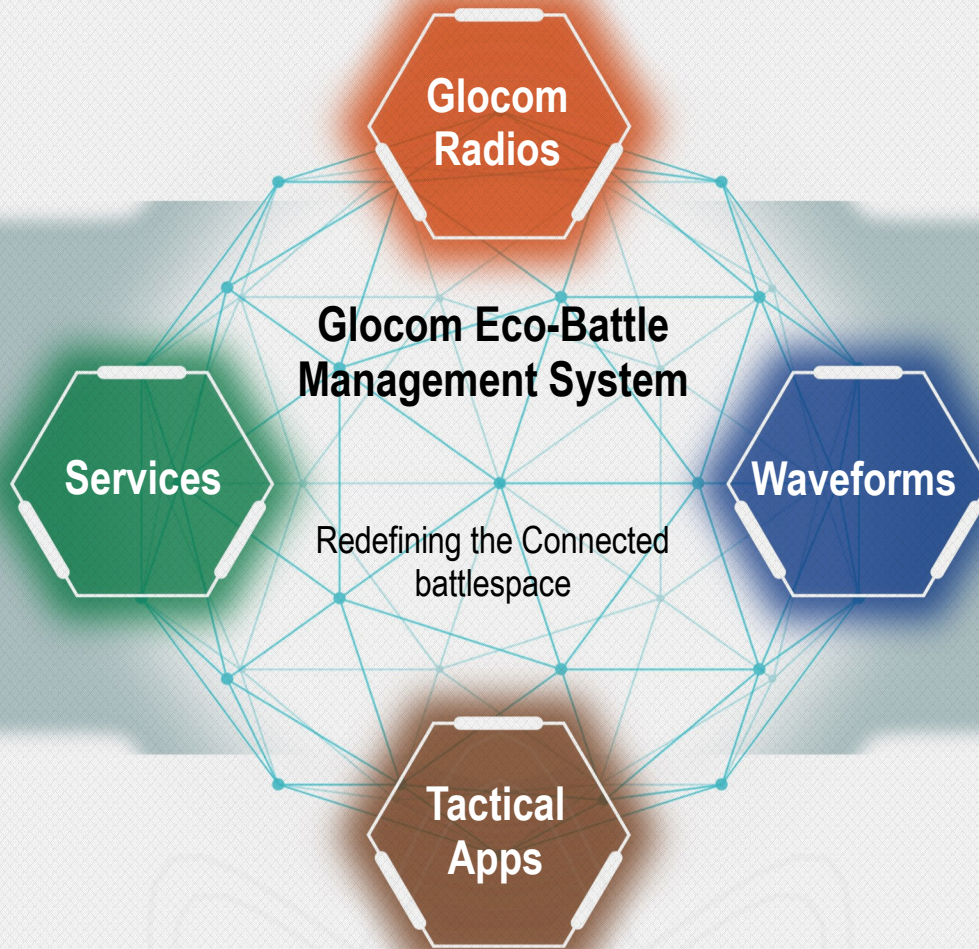 Glocom
Radios
Glocom Eco-Battle
Management System
Services
Waveforms
Redefining the Connected
battlespace
Tactical
Apps